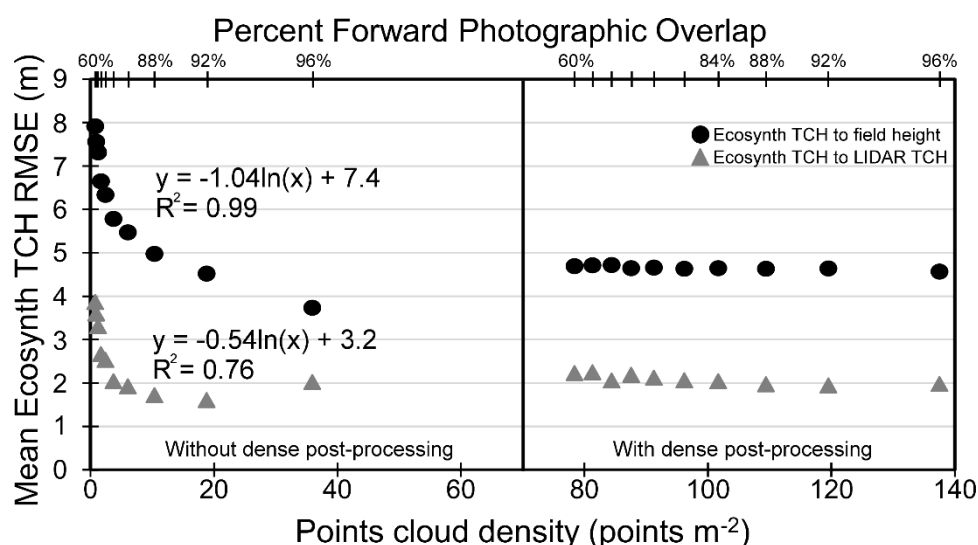 Percent Forward Photographic Overlap
60% 88% 92% 96% 60% 84% 88% 92% 96%
Mean Ecosynth TCH RMSE (m)
9
8
7
6
5
4
3
2
1
0
Ecosynth TCH to field height
Ecosynth TCH to LIDAR TCH
y = -1.04ln(x) + 7.4
R² = 0.99
y = -0.54ln(x) + 3.2
R² = 0.76
Without dense post-processing
With dense post-processing
0 20 40 60 80 100 120 140
Points cloud density (points m⁻²)